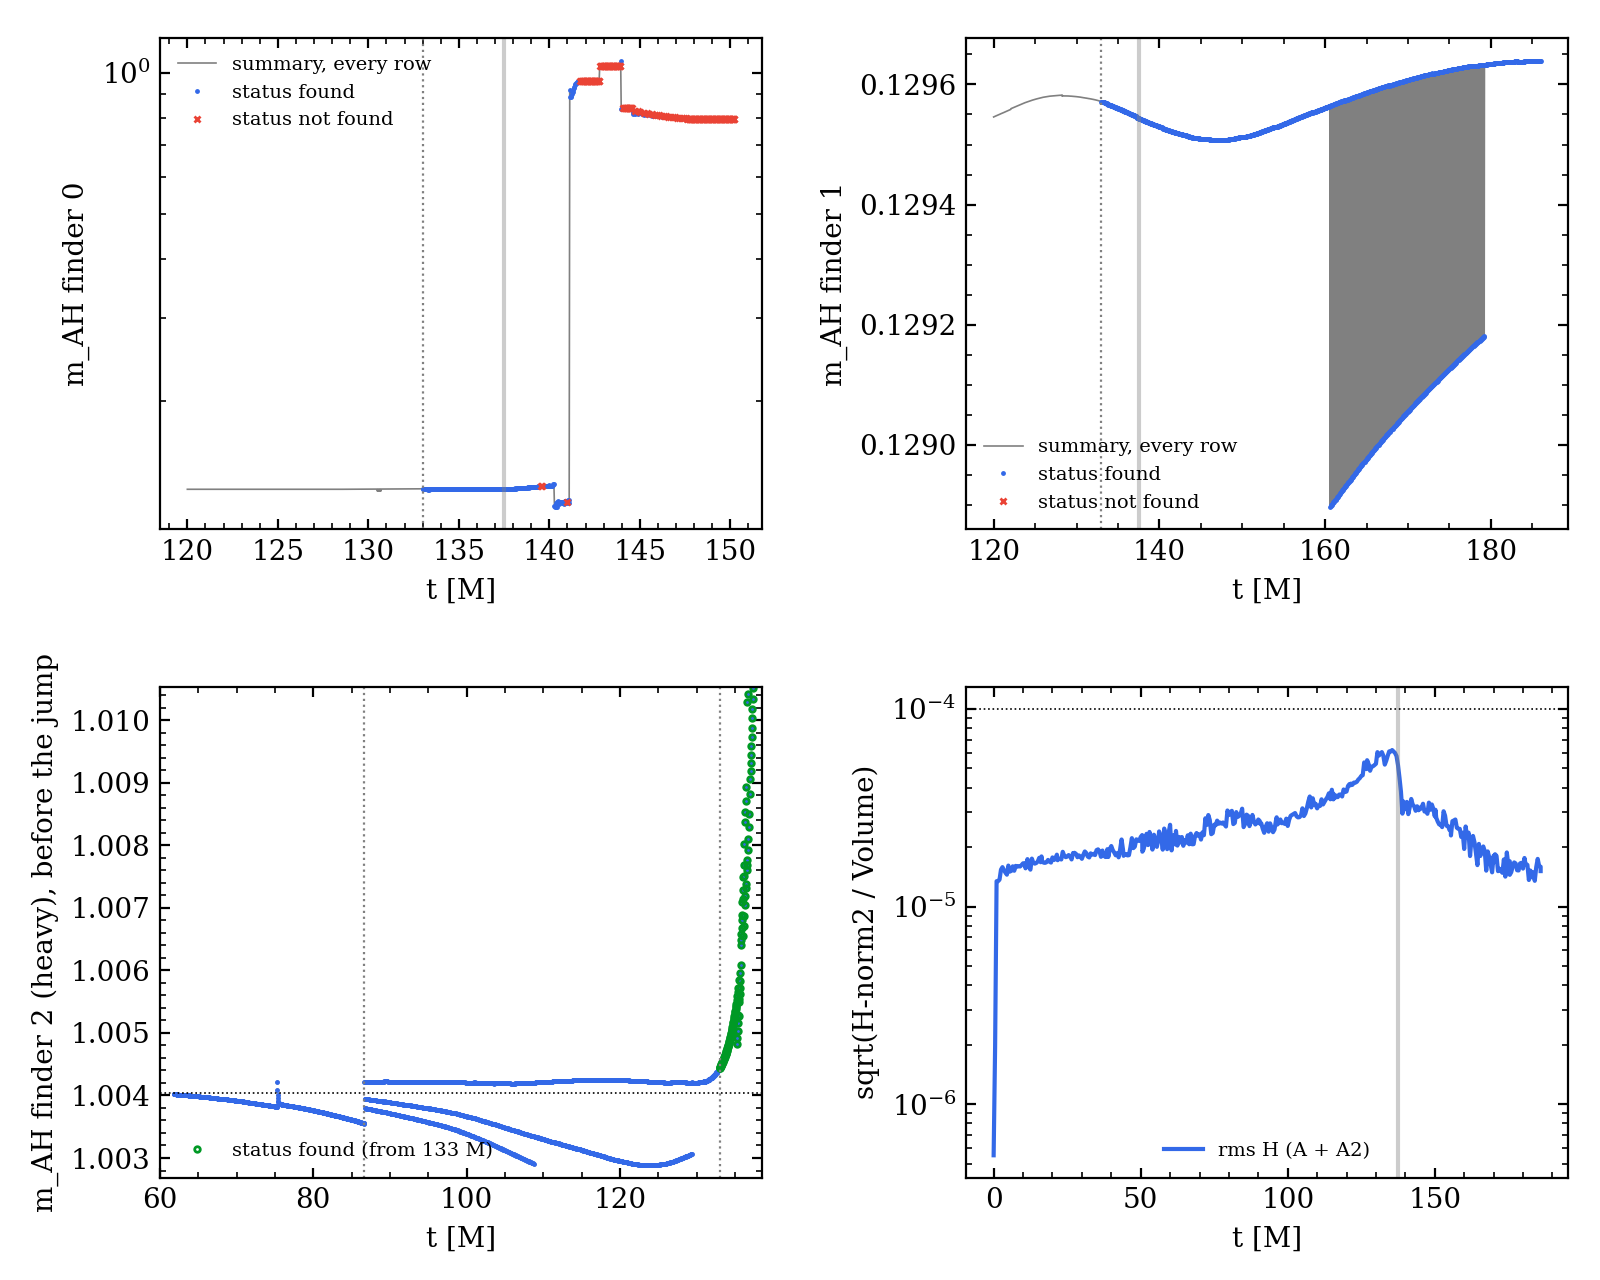 10⁰
m_AH finder 0
summary, every row
status found
status not found
120 125 130 135 140 145 150
t [M]
0.1296
0.1294
0.1292
0.1290
m_AH finder 1
summary, every row
status found
status not found
120 140 160 180
t [M]
1.010
1.009
1.008
1.007
1.006
1.005
1.004
1.003
m_AH finder 2 (heavy), before the jump
status found (from 133 M)
60 80 100 120
t [M]
10⁻⁴
10⁻⁵
10⁻⁶
sqrt(H-norm2 / Volume)
rms H (A + A2)
0 50 100 150
t [M]